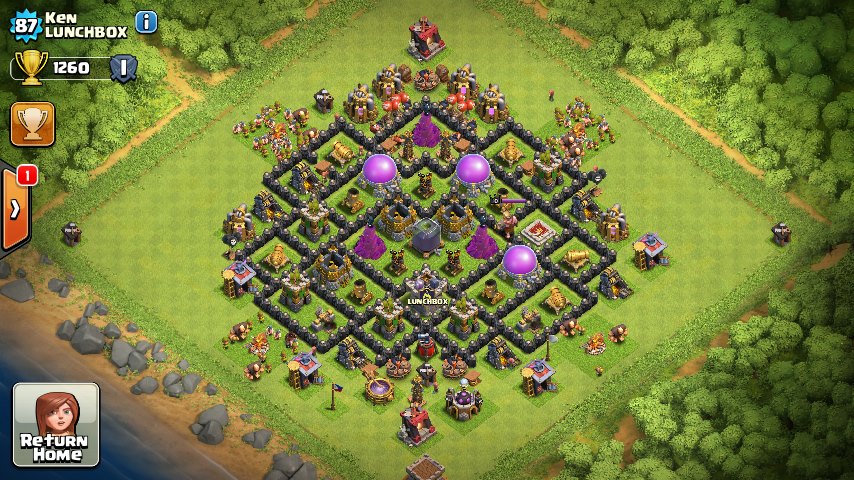 87
Ken
LUNCHBOX
i
1260
1
LUNCHBOX
Return
Home